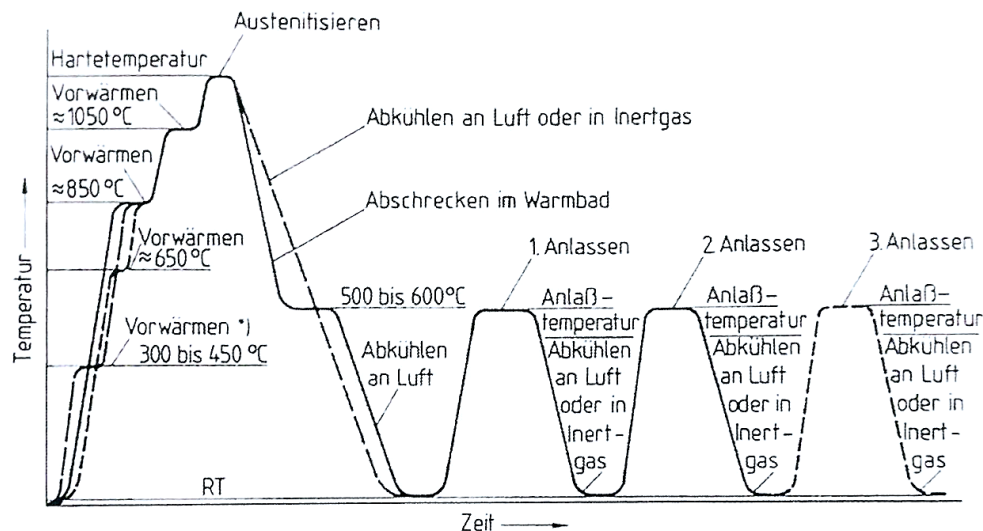 Austenitisieren
Hartetemperatur
Vorwärmen
≈1050 °C
Vorwärmen
≈850 °C
Vorwärmen
≈650 °C
Vorwärmen *)
300 bis 450 °C
RT
Abkühlen an Luft oder in Inertgas
Abschrecken im Warmbad
500 bis 600°C
Abkühlen
an Luft
1. Anlassen
Anlaß-
temperatur
Abkühlen
an Luft
oder in
Inert-
gas
2. Anlassen
Anlaß-
temperatur
Abkühlen
an Luft
oder in
Inert-
gas
3. Anlassen
Anlaß-
temperatur
Abkühlen
an Luft
oder in
Inert-
gas
Temperatur
Zeit